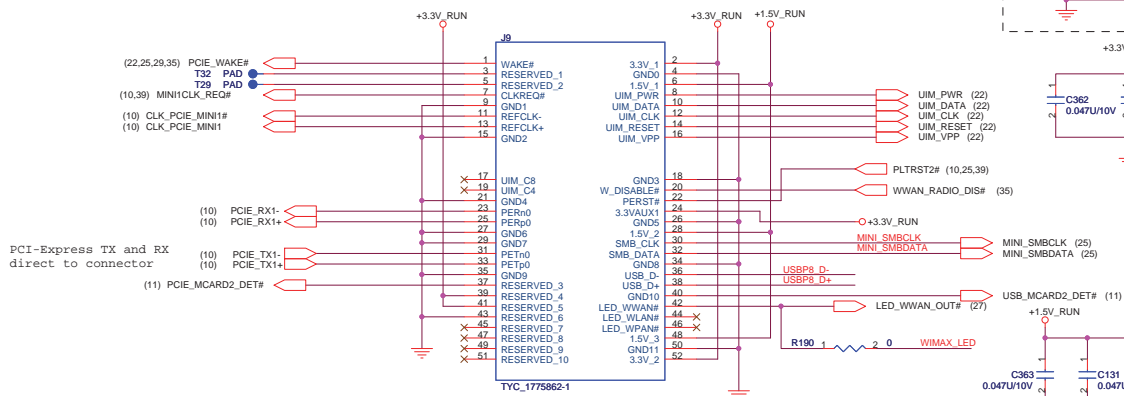 +3.3V_RUN
+3.3V_RUN
+1.5V_RUN
J9
+3.3V
(22,25,29,35) PCIE_WAKE# 1 WAKE# 3.3V_1 2
T32 PAD 3 RESERVED_1 GND0 4
T29 PAD 5 RESERVED_2 1.5V_1 6
(10,39) MINI1CLK_REQ# 7 CLKREQ# UIM_PWR 8 UIM_PWR (22)
9 GND1 UIM_DATA 10 UIM_DATA (22)
(10) CLK_PCIE_MINI1# 11 REFCLK- UIM_CLK 12 UIM_CLK (22)
(10) CLK_PCIE_MINI1 13 REFCLK+ UIM_RESET 14 UIM_RESET (22)
15 GND2 UIM_VPP 16 UIM_VPP (22)
1
C362
0.047U/10V
2
1
2
17 UIM_C8 GND3 18 PLTRST2# (10,25,39)
19 UIM_C4 W_DISABLE# 20 WWAN_RADIO_DIS# (35)
21 GND4 PERST# 22
(10) PCIE_RX1- 23 PERn0 3.3VAUX1 24 +3.3V_RUN
(10) PCIE_RX1+ 25 PERp0 GND5 26
27 GND6 1.5V_2 28
29 GND7 SMB_CLK 30 MINI_SMBCLK MINI_SMBCLK (25)
PCI-Express TX and RX
direct to connector
(10) PCIE_TX1- 31 PETn0 SMB_DATA 32 MINI_SMBDATA MINI_SMBDATA (25)
(10) PCIE_TX1+ 33 PETp0 GND8 34
35 GND9 USB_D- 36 USBP8_D-
(11) PCIE_MCARD2_DET# 37 RESERVED_3 USB_D+ 38 USBP8_D+
39 RESERVED_4 GND10 40 USB_MCARD2_DET# (11)
41 RESERVED_5 LED_WWAN# 42 LED_WWAN_OUT# (27)
43 RESERVED_6 LED_WLAN# 44
45 RESERVED_7 LED_WPAN# 46
47 RESERVED_8 1.5V_3 48
49 RESERVED_9 GND11 50
51 RESERVED_10 3.3V_2 52
TYC_1775862-1
R190 1 2 0 WIMAX_LED
+1.5V_RUN
1 1
C363 C131
0.047U/10V 0.047U
2 2